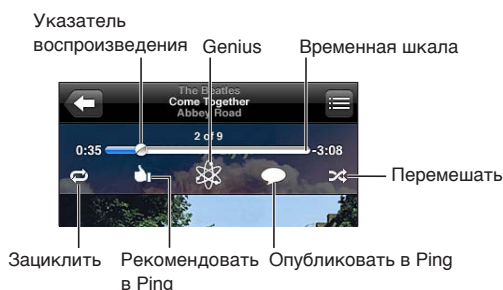 Указатель
воспроизведения
Genius
Временная шкала
The Beatles
Come Together
Abbey Road
2 of 9
0:35
-3:08
Перемешать
Зациклить
Рекомендовать
в Ping
Опубликовать в Ping